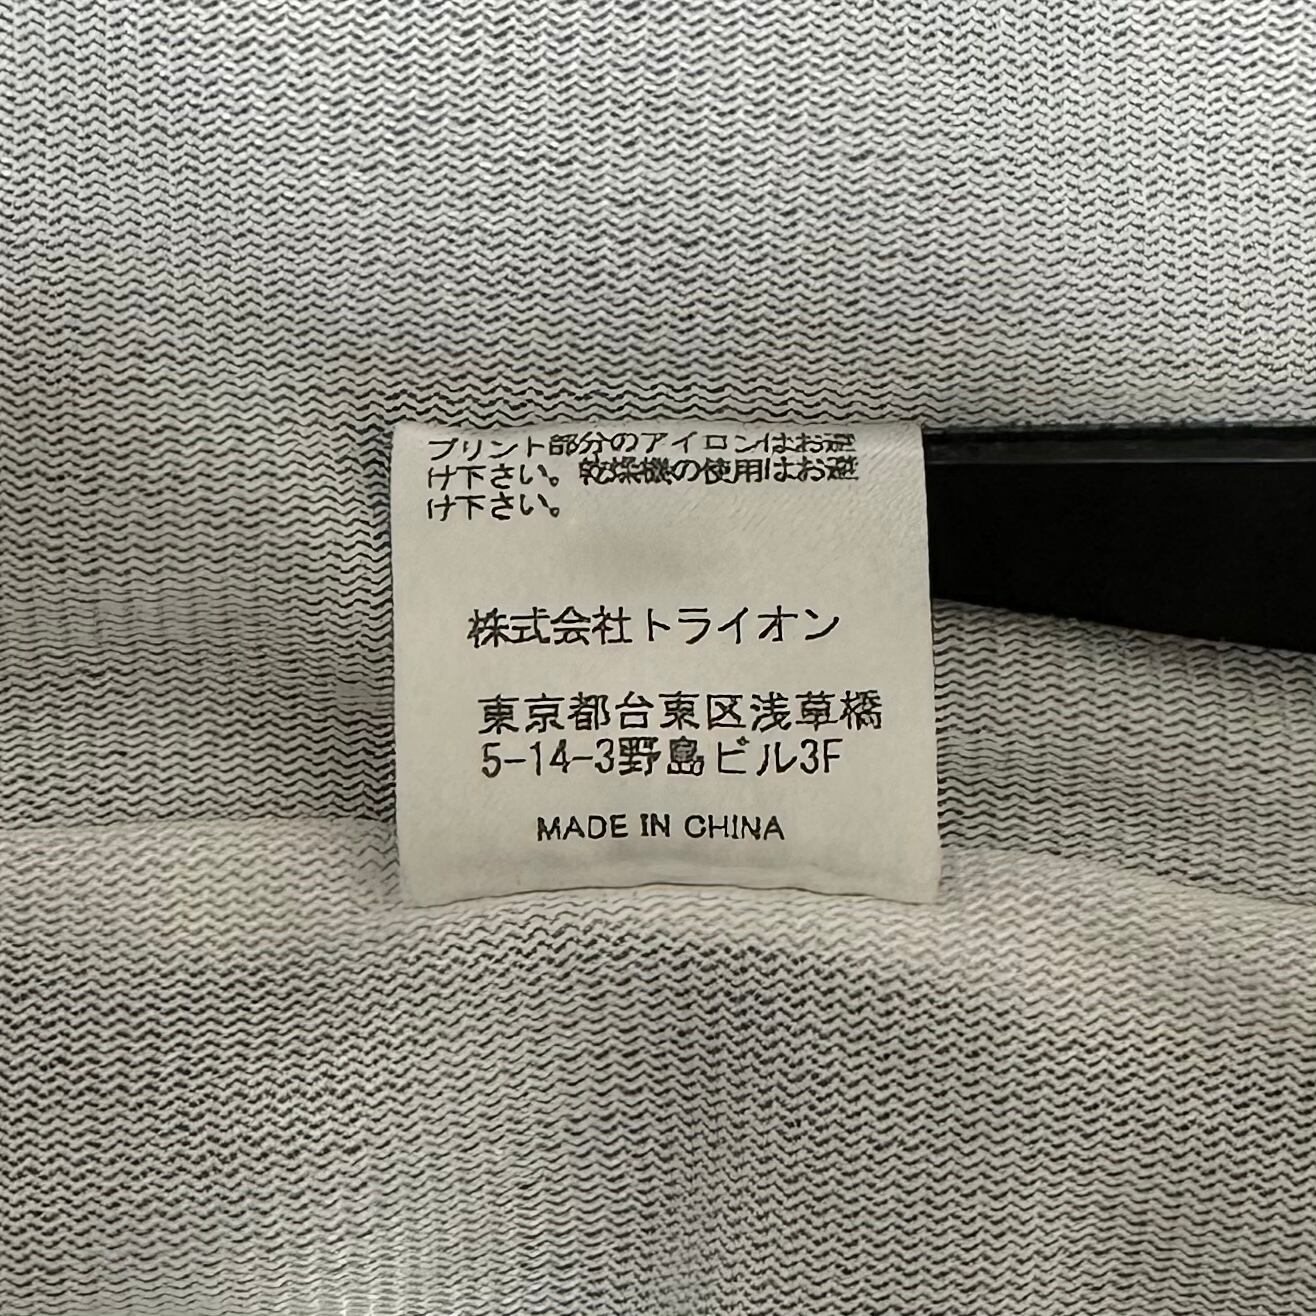 プリント部分のアイロンはお避
け下さい。乾燥機の使用はお避
け下さい。
株式会社トライオン
東京都台東区浅草橋
5-14-3野島ビル3F
MADE IN CHINA